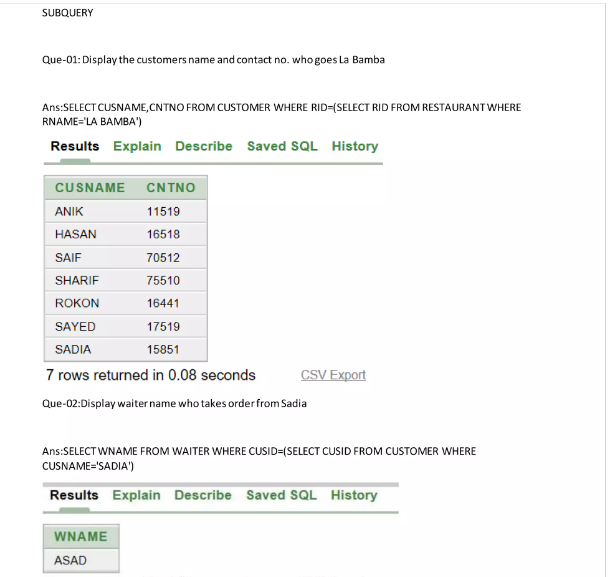 SUBQUERY
Que-01: Display the customers name and contact no. who goes La Bamba
Ans:SELECT CUSNAME,CNTNO FROM CUSTOMER WHERE RID=(SELECT RID FROM RESTAURANT WHERE
RNAME='LA BAMBA')
Results Explain Describe Saved SQL History
CUSNAME CNTNO
ANIK 11519
HASAN 16518
SAIF 70512
SHARIF 75510
ROKON 16441
SAYED 17519
SADIA 15851
7 rows returned in 0.08 seconds CSV Export
Que-02:Display waiter name who takes order from Sadia
Ans:SELECT WNAME FROM WAITER WHERE CUSID=(SELECT CUSID FROM CUSTOMER WHERE
CUSNAME='SADIA')
Results Explain Describe Saved SQL History
WNAME
ASAD